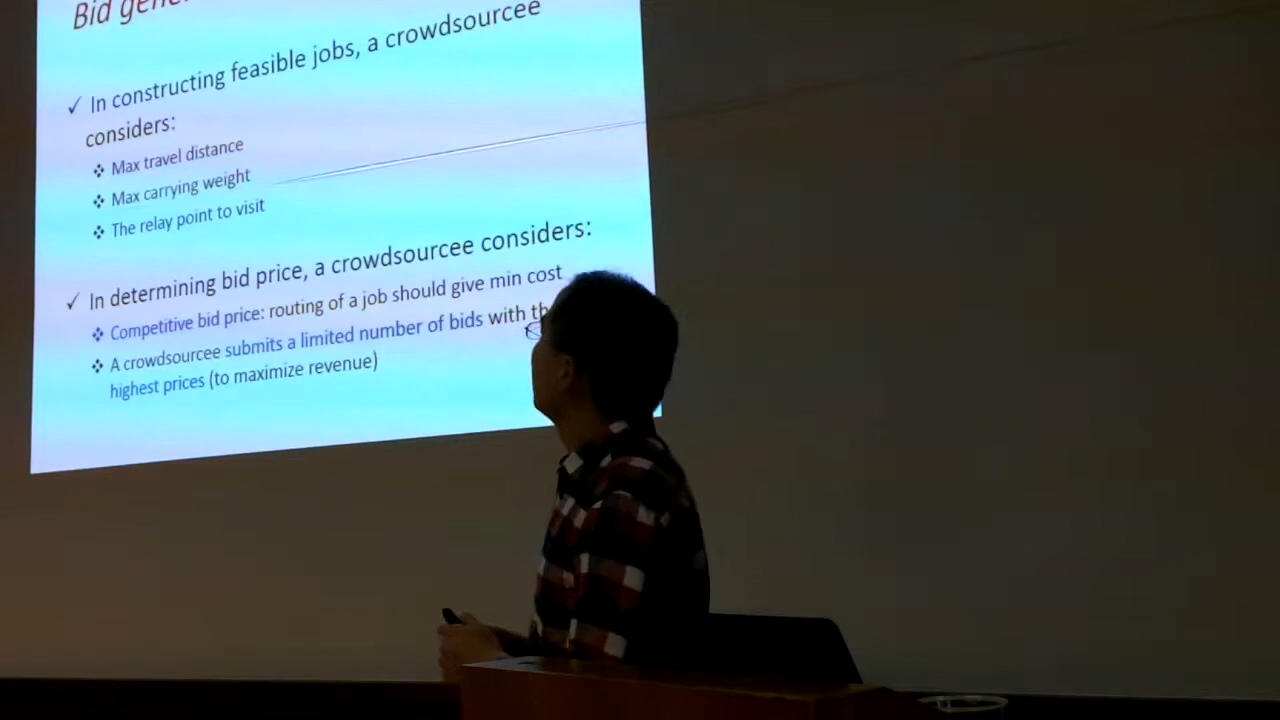 Bid
✓ In constructing feasible jobs, a crowdsourcee
considers:
❖ Max travel distance
❖ Max carrying weight
❖ The relay point to visit
✓ In determining bid price, a crowdsourcee considers:
❖ Competitive bid price: routing of a job should give min cost
❖ A crowdsourcee submits a limited number of bids with
highest prices (to maximize revenue)